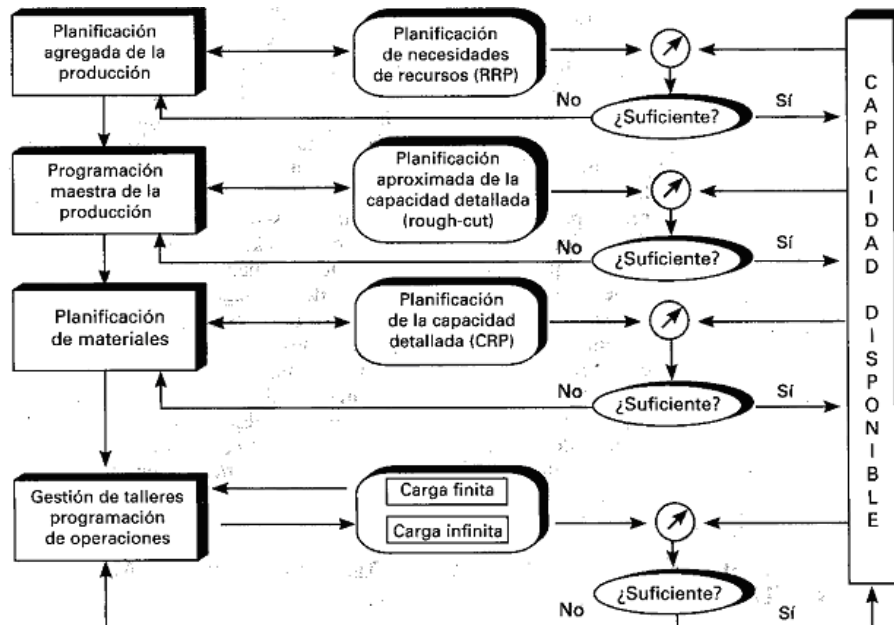 Planificación
agregada de la
producción
Planificación
de necesidades
de recursos (RRP)
No
¿Suficiente?
Sí
Programación
maestra de la
producción
Planificación
aproximada de la
capacidad detallada
(rough-cut)
No
¿Suficiente?
Sí
Planificación
de materiales
Planificación
de la capacidad
detallada (CRP)
No
¿Suficiente?
Sí
Gestión de talleres
programación
de operaciones
Carga finita
Carga infinita
No
¿Suficiente?
Sí
CAPACIDAD DISPONIBLE